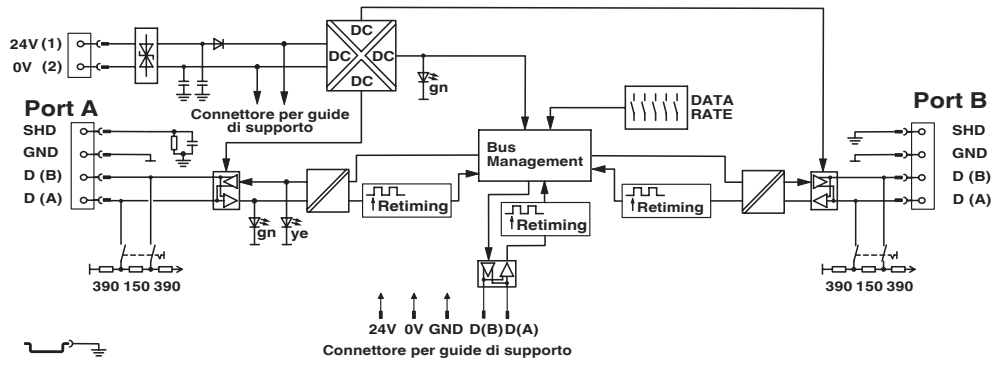 24V (1)
0V (2)
DC
DC DC
DC
gn
Connettore per guide
di supporto
DATA
RATE
Port A
Port B
SHD
GND
D (B)
D (A)
SHD
GND
D (B)
D (A)
Bus
Management
Retiming
Retiming
Retiming
gn ye
390 150 390
390 150 390
24V 0V GND D(B) D(A)
Connettore per guide di supporto